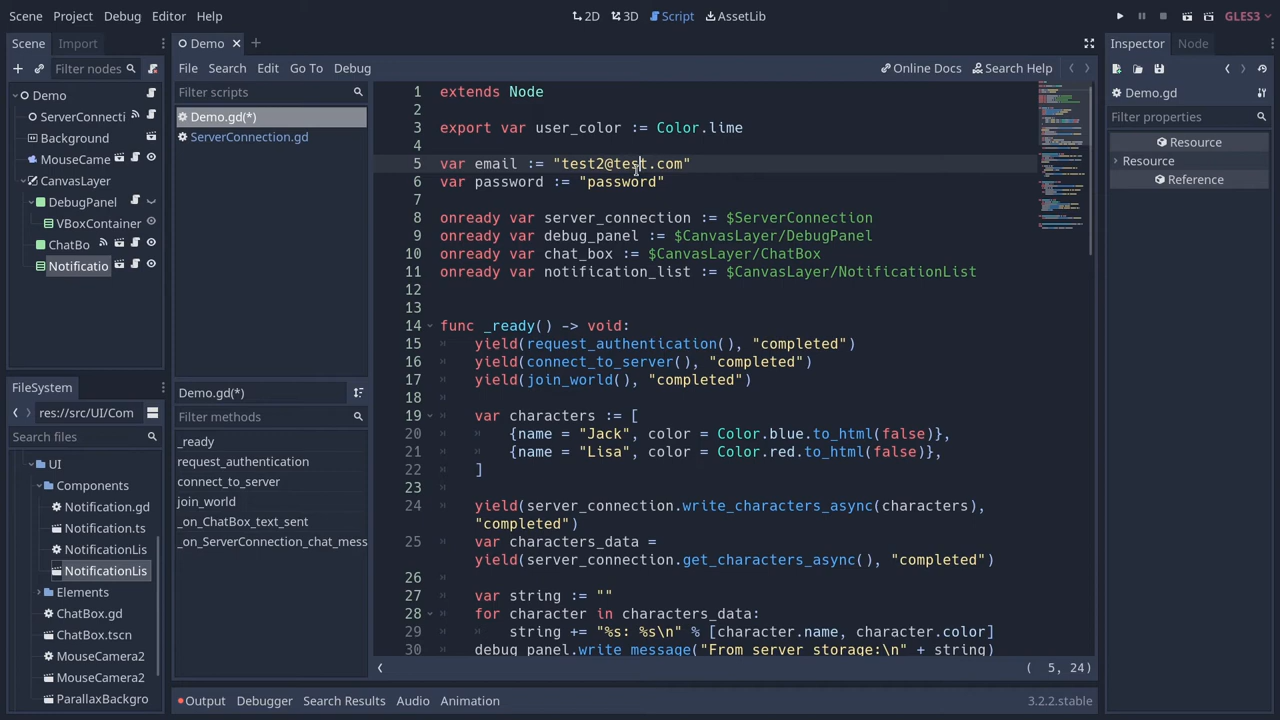 Scene Project Debug Editor Help
2D 3D Script AssetLib
GLES3
Scene Import
Filter nodes
Demo
ServerConnecti
Background
MouseCame
CanvasLayer
DebugPanel
VBoxContainer
ChatBo
Notificatio
FileSystem
res://src/UI/Com
Search files
UI
Components
Notification.gd
Notification.ts
NotificationLis
NotificationLis
Elements
ChatBox.gd
ChatBox.tscn
MouseCamera2
MouseCamera2
ParallaxBackgro
Demo
File Search Edit Go To Debug
Online Docs Search Help
Filter scripts
Demo.gd(*)
ServerConnection.gd
Demo.gd(*)
Filter methods
_ready
request_authentication
connect_to_server
join_world
_on_ChatBox_text_sent
_on_ServerConnection_chat_mess
1 extends Node
2
3 export var user_color := Color.lime
4
5 var email := "test2@test.com"
6 var password := "password"
7
8 onready var server_connection := $ServerConnection
9 onready var debug_panel := $CanvasLayer/DebugPanel
10 onready var chat_box := $CanvasLayer/ChatBox
11 onready var notification_list := $CanvasLayer/NotificationList
12
13
14 func _ready() -> void:
15 yield(request_authentication(), "completed")
16 yield(connect_to_server(), "completed")
17 yield(join_world(), "completed")
18
19 var characters := [
20 {name = "Jack", color = Color.blue.to_html(false)},
21 {name = "Lisa", color = Color.red.to_html(false)},
22 ]
23
24 yield(server_connection.write_characters_async(characters),
"completed")
25 var characters_data =
yield(server_connection.get_characters_async(), "completed")
26
27 var string := ""
28 for character in characters_data:
29 string += "%s: %s\n" % [character.name, character.color]
30 debug_panel.write_message("From server storage:\n" + string)
( 5, 24)
Output Debugger Search Results Audio Animation
3.2.2.stable
Inspector Node
Demo.gd
Filter properties
Resource
Resource
Reference